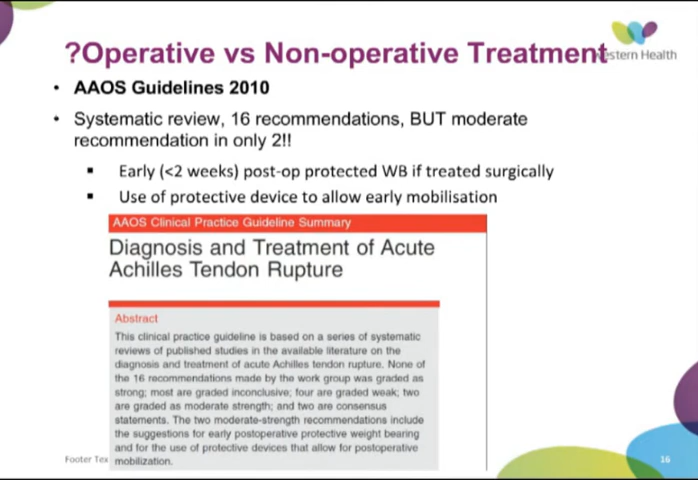 ?Operative vs Non-operative Treatment
stern Health
• AAOS Guidelines 2010
• Systematic review, 16 recommendations, BUT moderate
recommendation in only 2!!
▪ Early (<2 weeks) post-op protected WB if treated surgically
▪ Use of protective device to allow early mobilisation
AAOS Clinical Practice Guideline Summary
Diagnosis and Treatment of Acute
Achilles Tendon Rupture
Abstract
This clinical practice guideline is based on a series of systematic
reviews of published studies in the available literature on the
diagnosis and treatment of acute Achilles tendon rupture. None of
the 16 recommendations made by the work group was graded as
strong; most are graded inconclusive; four are graded weak; two
are graded as moderate strength; and two are consensus
statements. The two moderate-strength recommendations include
the suggestions for early postoperative protective weight bearing
and for the use of protective devices that allow for postoperative
mobilization.
Footer Tex
16